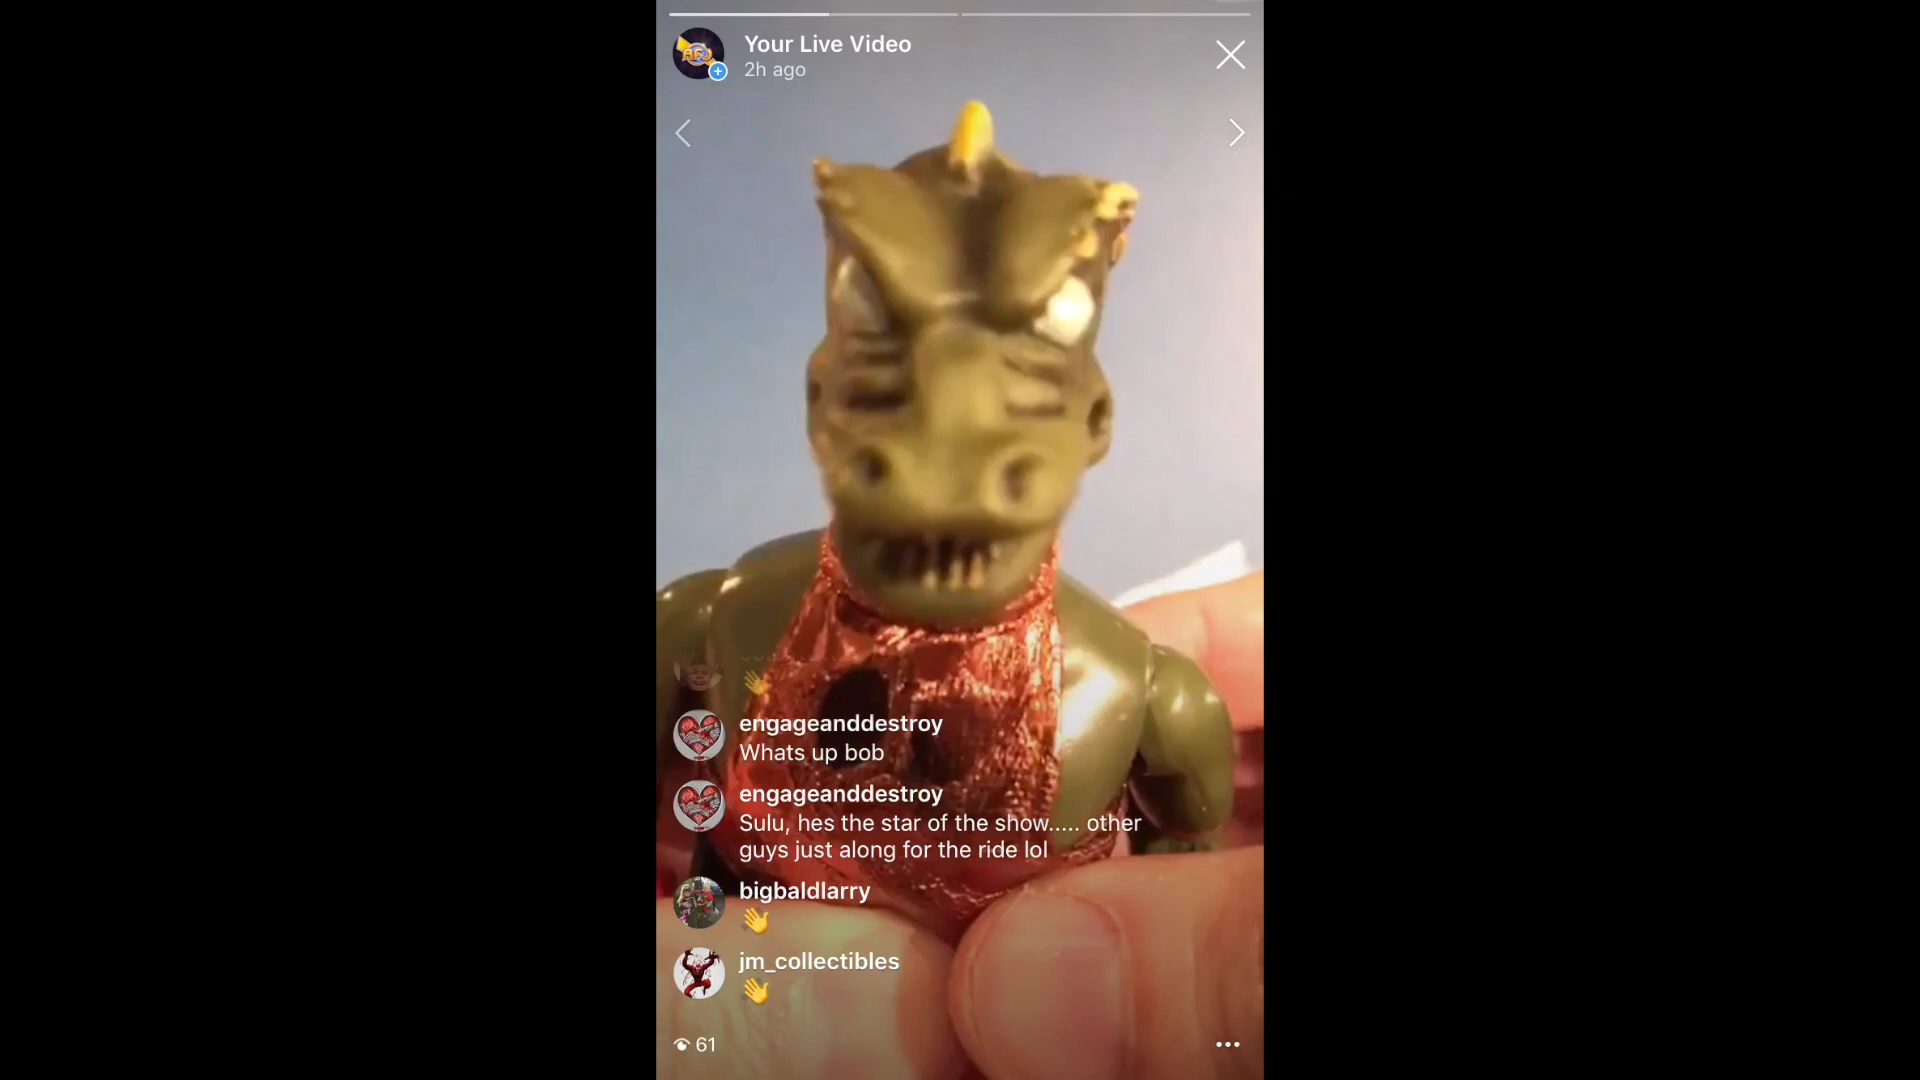 Your Live Video
2h ago
engageanddestroy
Whats up bob
engageanddestroy
Sulu, hes the star of the show..... other
guys just along for the ride lol
bigbaldlarry
👋
jm_collectibles
👋
61